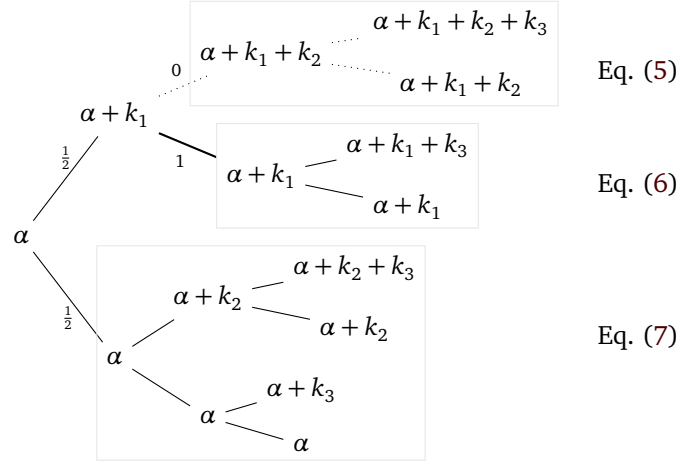 α + k₁ + k₂ + k₃
α + k₁ + k₂
0
α + k₁ + k₂
Eq. (5)
α + k₁
α + k₁ + k₃
1/2
1
α + k₁
Eq. (6)
α + k₁
α
α + k₂ + k₃
α + k₂
1/2
α + k₂
Eq. (7)
α
α + k₃
α
α